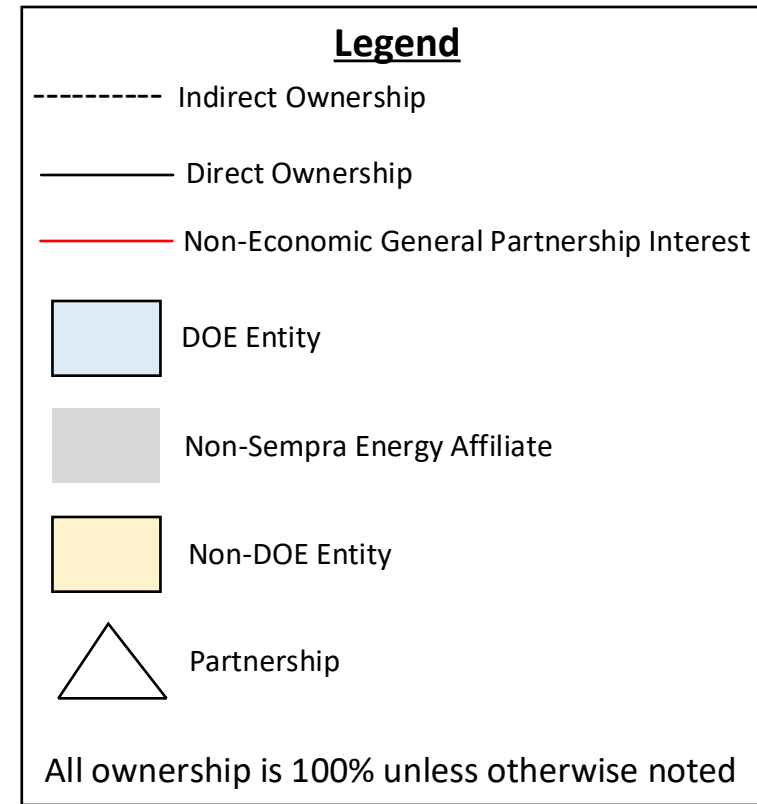 Legend
Indirect Ownership
Direct Ownership
Non-Economic General Partnership Interest
DOE Entity
Non-Sempra Energy Affiliate
Non-DOE Entity
Partnership
All ownership is 100% unless otherwise noted